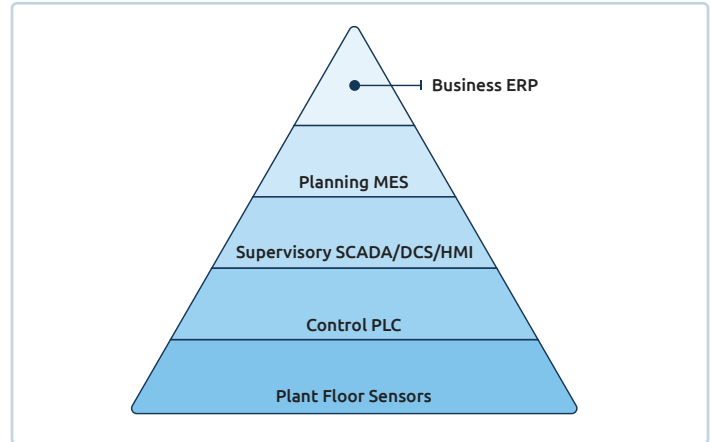 Business ERP
Planning MES
Supervisory SCADA/DCS/HMI
Control PLC
Plant Floor Sensors